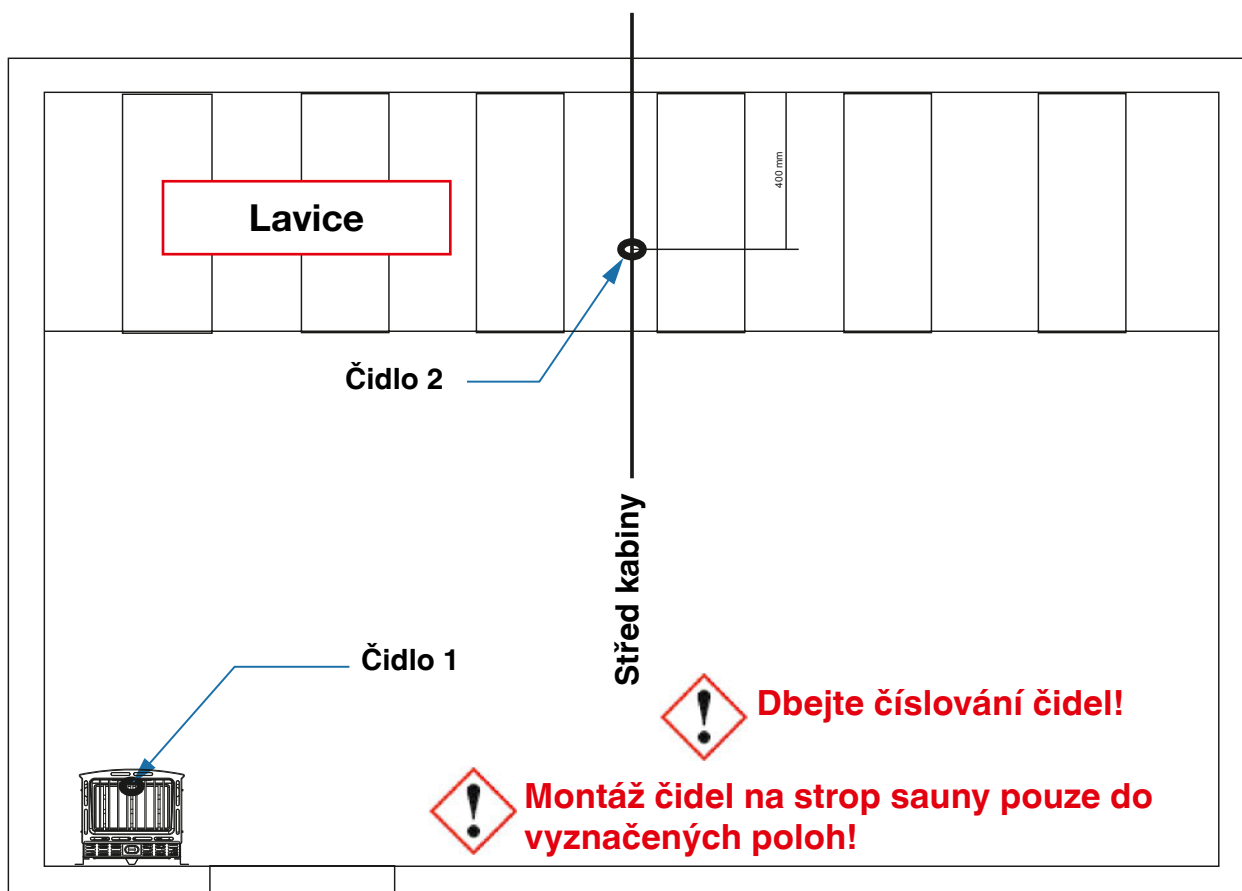 400 mm
Lavice
Čidlo 2
Střed kabiny
Čidlo 1
Dbejte číslování čidel!
Montáž čidel na strop sauny pouze do
vyznačených poloh!